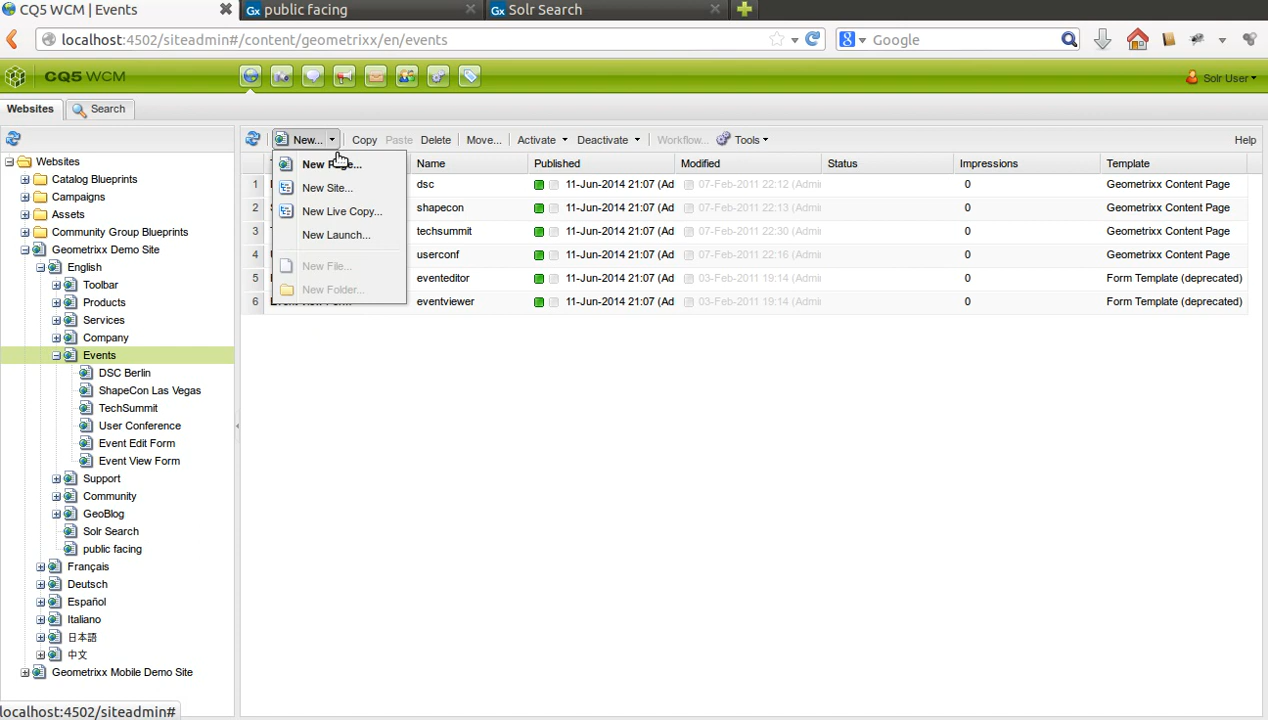 CQ5 WCM | Events
public facing
Solr Search
localhost:4502/siteadmin#/content/geometrixx/en/events
Google
CQ5 WCM
Solr User
Websites
Search
New...
Copy
Paste
Delete
Move...
Activate
Deactivate
Workflow...
Tools
Help
Websites
Catalog Blueprints
Campaigns
Assets
Community Group Blueprints
Geometrixx Demo Site
English
Toolbar
Products
Services
Company
Events
DSC Berlin
ShapeCon Las Vegas
TechSummit
User Conference
Event Edit Form
Event View Form
Support
Community
GeoBlog
Solr Search
public facing
Français
Deutsch
Español
Italiano
日本語
中文
Geometrixx Mobile Demo Site
New Page...
New Site...
New Live Copy...
New Launch...
New File...
New Folder...
Name Published Modified Status Impressions Template
1 dsc 11-Jun-2014 21:07 (Ad 07-Feb-2011 22:12 (Admi 0 Geometrixx Content Page
2 shapecon 11-Jun-2014 21:07 (Ad 07-Feb-2011 22:13 (Admi 0 Geometrixx Content Page
3 techsummit 11-Jun-2014 21:07 (Ad 07-Feb-2011 22:30 (Admi 0 Geometrixx Content Page
4 userconf 11-Jun-2014 21:07 (Ad 07-Feb-2011 22:16 (Admi 0 Geometrixx Content Page
5 eventeditor 11-Jun-2014 21:07 (Ad 03-Feb-2011 19:14 (Admi 0 Form Template (deprecated)
6 eventviewer 11-Jun-2014 21:07 (Ad 03-Feb-2011 19:14 (Admi 0 Form Template (deprecated)
localhost:4502/siteadmin#